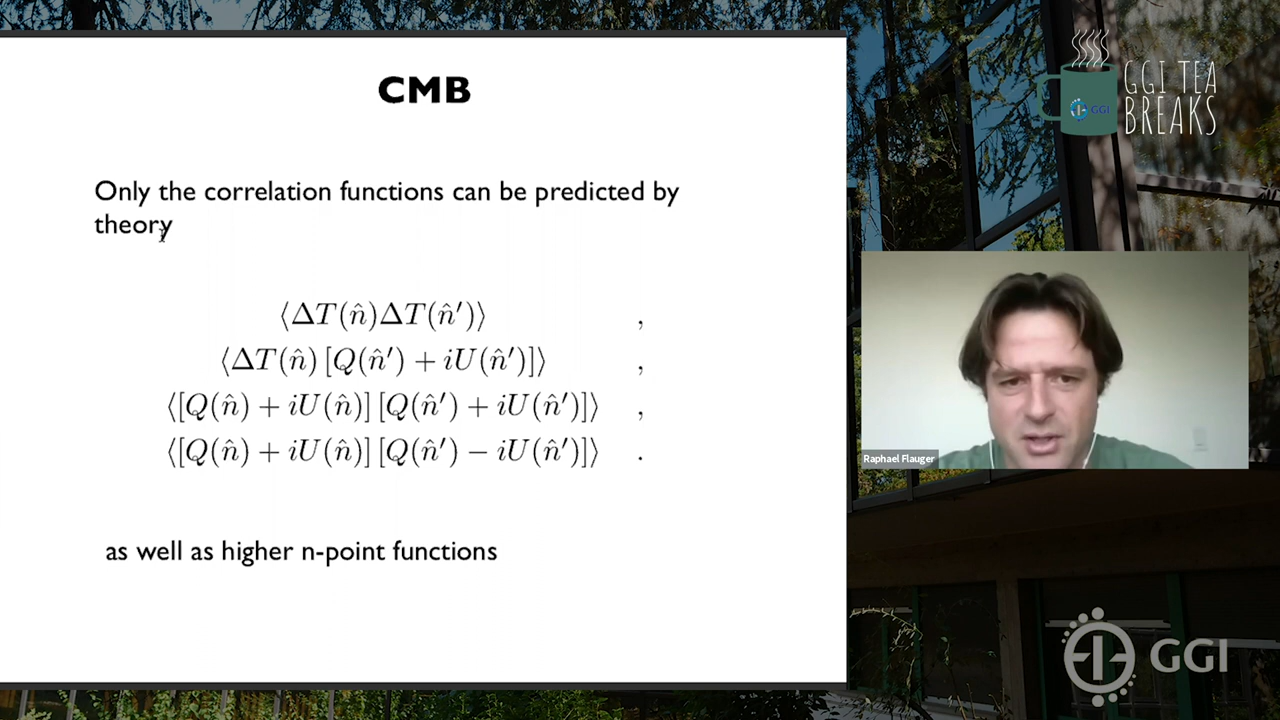 CMB
Only the correlation functions can be predicted by
theory
⟨ΔT(n̂)ΔT(n̂′)⟩ ,
⟨ΔT(n̂) [Q(n̂′) + iU(n̂′)]⟩ ,
⟨[Q(n̂) + iU(n̂)] [Q(n̂′) + iU(n̂′)]⟩ ,
⟨[Q(n̂) + iU(n̂)] [Q(n̂′) − iU(n̂′)]⟩ .
as well as higher n-point functions
GGI TEA
BREAKS
GGI
Raphael Flauger
GGI